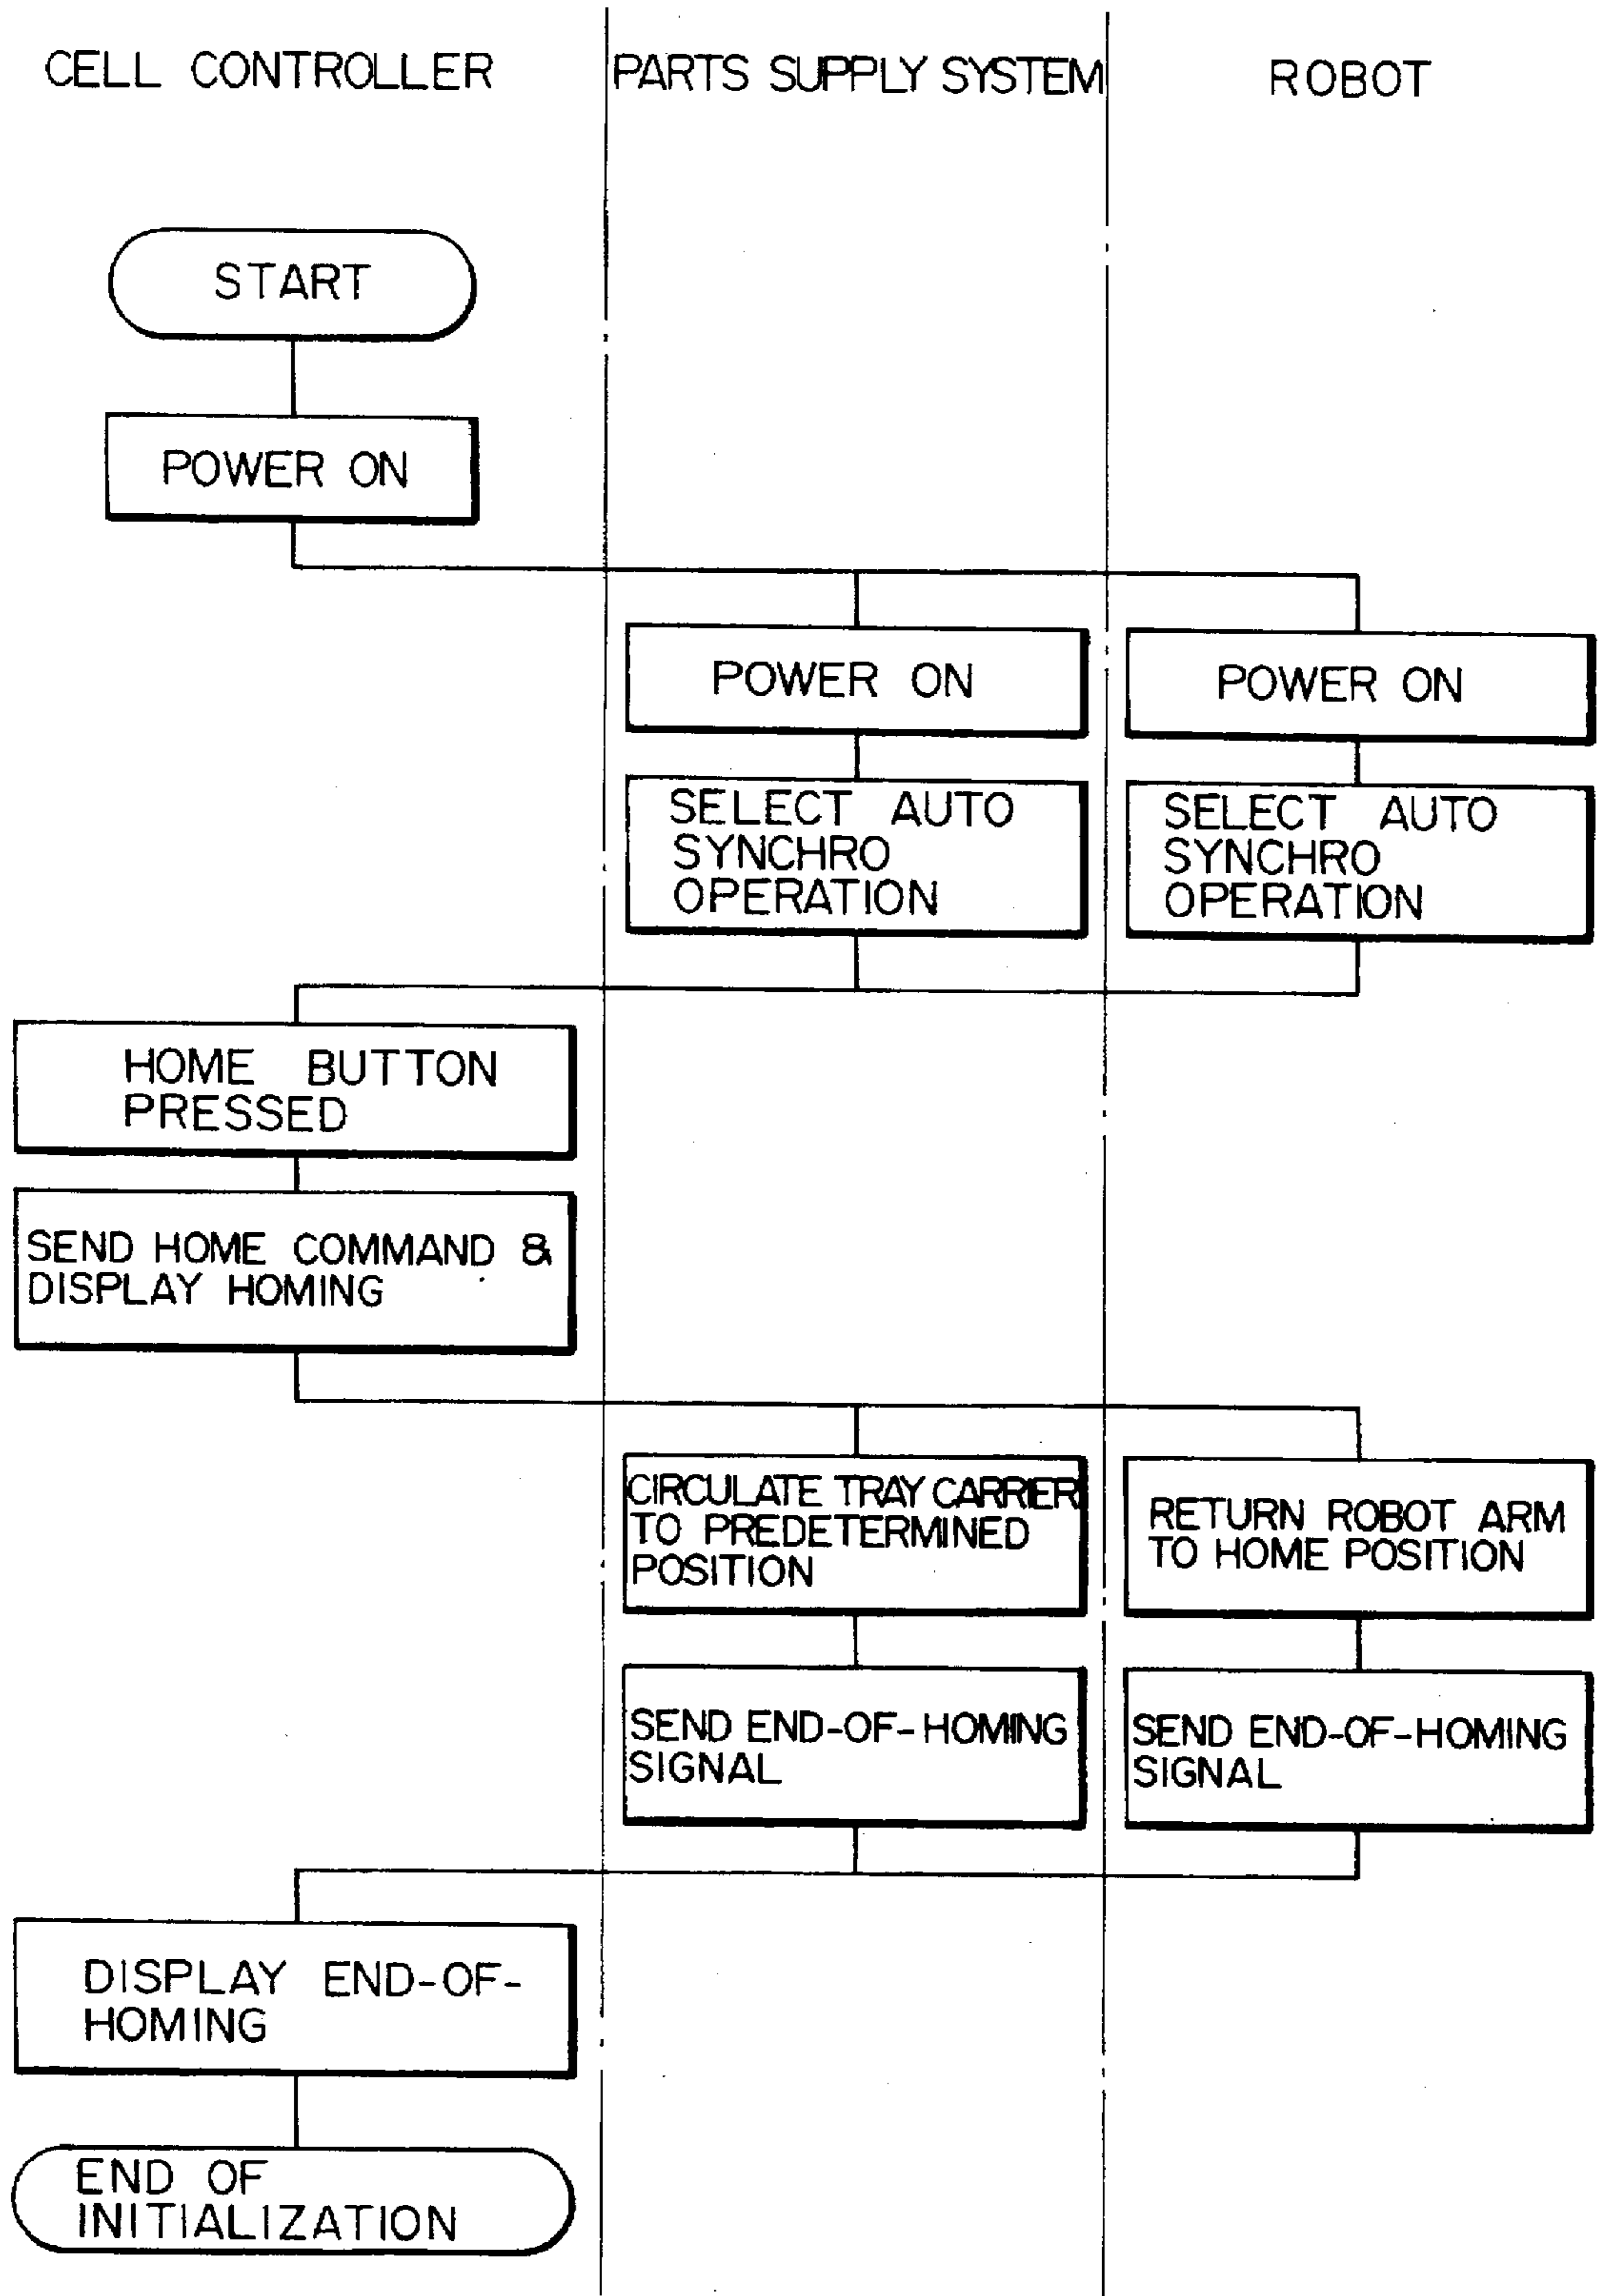 CELL CONTROLLER
PARTS SUPPLY SYSTEM
ROBOT
START
POWER ON
POWER ON
POWER ON
SELECT AUTO
SYNCHRO
OPERATION
SELECT AUTO
SYNCHRO
OPERATION
HOME BUTTON
PRESSED
SEND HOME COMMAND &
DISPLAY HOMING
CIRCULATE TRAY CARRIER
TO PREDETERMINED
POSITION
RETURN ROBOT ARM
TO HOME POSITION
SEND END-OF-HOMING
SIGNAL
SEND END-OF-HOMING
SIGNAL
DISPLAY END-OF-
HOMING
END OF
INITIALIZATION